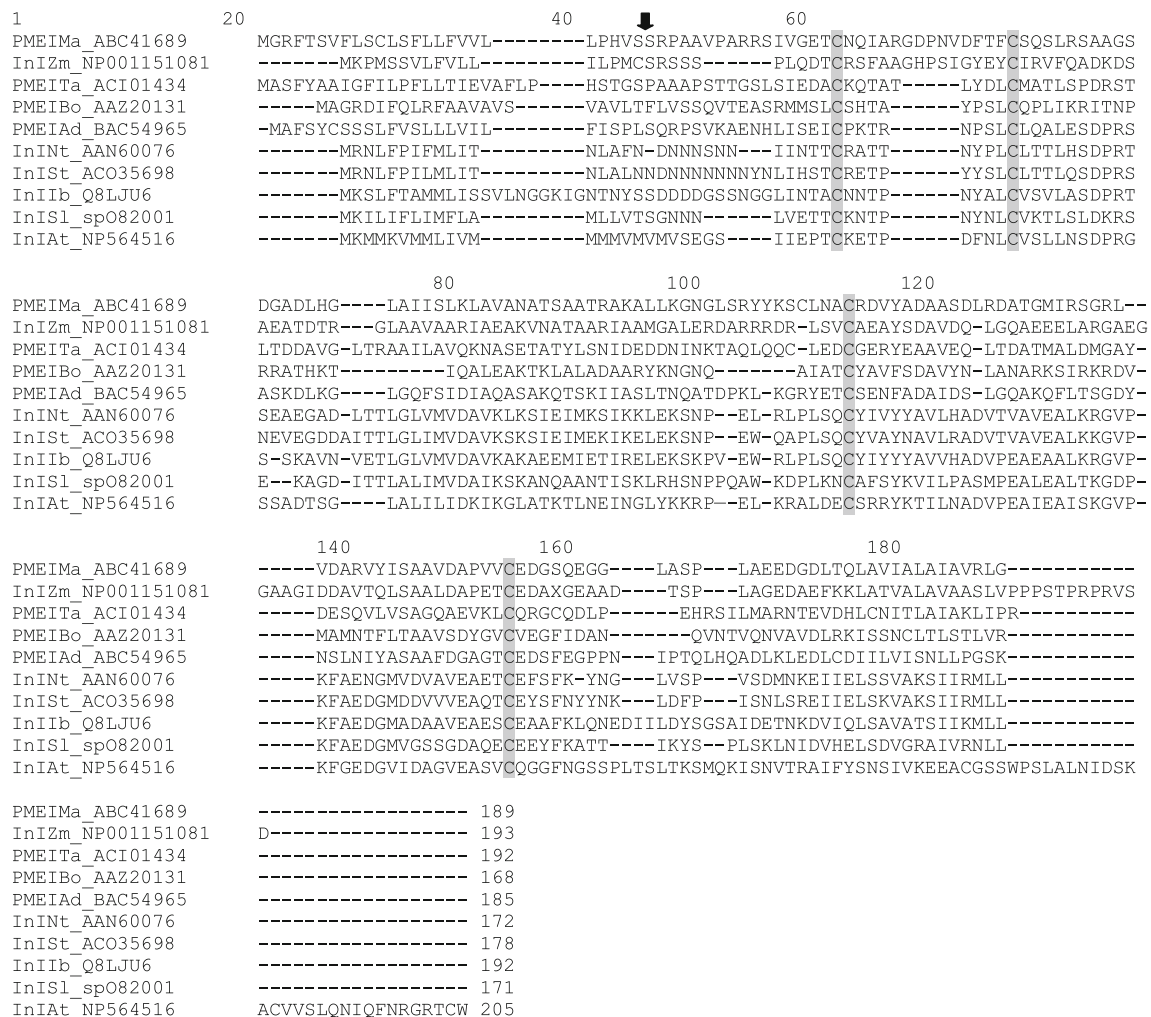 1 20 40 60
PMEIMa_ABC41689 MGRFTSVFLSCLSFLLFVVL--------LPHVSSRPAAVPARRSIVGETCNQIARGDPNVDFTFCSQSLRSAAGS
InIZm_NP001151081 -------MKPMSSVLFVLL---------ILPMCSRSSS-----PLQDTCRSFAAGHPSIGYEYCIRVFQADKDS
PMEITa_ACI01434 MASFYAAIGFILPFLLTIEVAFLP----HSTGSPAAAPSTTGSLSIEDACKQTAT-----LYDLCMATLSPDRST
PMEIBo_AAZ20131 -----MAGRDIFQLRFAAVAVS------VAVLTFLVSSQVTEASRMMSLCSHTA-----YPSLCQPLIKRITNP
PMEIAd_BAC54965 -MAFSYCSSSLFVSLLLVIL--------FISPLSQRPSVKAENHLISEICPKTR-----NPSLCLQALESDPRS
InINt_AAN60076 -------MRNLFPIFMLIT---------NLAFN-DNNNSNN---IINTTCRATT-----NYPLCLTTLHSDPRT
InISt_ACO35698 -------MRNLFPILMLIT---------NLALNNDNNNNNNNYNLIHSTCRETP-----YYSLCLTTLQSDPRS
InIIb_Q8LJU6 -------MKSLFTAMMLISSVLNGGKIGNTNYSSDDDDGSSNGGLINTACNNTP-----NYALCVSVLASDPRT
InISl_spO82001 -------MKILIFLIMFLA---------MLLVTSGNNN------LVETTCKNTP-----NYNLCVKTLSLDKRS
InIAt_NP564516 -------MKMMKVMMLIVM---------MMMVMVMVSEGS----IIEPTCKETP-----DFNLCVSLLNSDPRG
80 100 120
PMEIMa_ABC41689 DGADLHG----LAIISLKLAVANATSAATRAKALLKGNGLSRYYKSCLNACRDVYADAASDLRDATGMIRSGRL--
InIZm_NP001151081 AEATDTR---GLAAVAARIAEAKVNATAARIAAMGALERDARRRDR-LSVCAEAYSDAVDQ-LGQAEEELARGAEG
PMEITa_ACI01434 LTDDAVG-LTRAAILAVQKNASETATYLSNIDEDDNINKTAQLQQC-LEDCGERYEAAVEQ-LTDATMALDMGAY-
PMEIBo_AAZ20131 RRATHKT------IQALEAKTKLALADAARYKNGNQ-----AIATCYAVFSDAVYN-LANARKSIRKRDV-
PMEIAd_BAC54965 ASKDLKG----LGQFSIDIAQASAKQTSKIIASLTNQATDPKLK-GRYETCSENFADAIDS-LGQAKQFLTSGDY-
InINt_AAN60076 SEAEGAD-LTTLGLVMVDAVKLKSIEIMKSIKKLEKSNP--EL-RLPLSQCYIVYYAVLHADVTVAVEALKRGVP-
InISt_ACO35698 NEVEGDDAITTLGLIMVDAVKSKSIEIMEKIKELEKSNP--EW-QAPLSQCYVAYNAVLRADVTVAVEALKKGVP-
InIIb_Q8LJU6 S-SKAVN-VETLGLVMVDAVKAKAEEMIETIRELEKSKPV-EW-RLPLSQCYIYYYAVVHADVPEAEAALKRGVP-
InISl_spO82001 E--KAGD-ITTLALIMVDAIKSKANQAANTISKLRHSNPPQAW-KDPLKNCAFSYKVILPASMPEALEALTKGDP-
InIAt_NP564516 SSADTSG----LALILIDKIKGLATKTLNEINGLYKKRP--EL-KRALDECSRRYKTILNADVPEAIEAISKGVP-
140 160 180
PMEIMa_ABC41689 -----VDARVYISAAVDAPVVCEDGSQEGG----LASP---LAEEDGDLTQLAVIALAIAVRLG-----------
InIZm_NP001151081 GAAGIDDAVTQLSAALDAPETCEDAXGEAAD----TSP---LAGEDAEFKKLATVALAVAASLVPPPSTPRPRVS
PMEITa_ACI01434 -----DESQVLVSAGQAEVKLCQRGCQDLP-----EHRSILMARNTEVDHLCNITLAIAKLIPR----------
PMEIBo_AAZ20131 -----MAMNTFLTAAVSDYGVCVEGFIDAN------QVNTVQNVAVDLRKISSNCLTLSTLVR-----------
PMEIAd_ABC54965 -----NSLNIYASAAFDGAGTCEDSFEGPPN---IPTQLHQADLKLEDLCDIILVISNLLPGSK-----------
InINt_AAN60076 -----KFAENGMVDVAVEAETCEFSFK-YNG---LVSP---VSDMNKEIIELSSVAKSIIRMLL-----------
InISt_ACO35698 -----KFAEDGMDDVVVEAQTCEYSFNYYNK---LDFP---ISNLSREIIELSKVAKSIIRMLL-----------
InIIb_Q8LJU6 -----KFAEDGMADAAVEAESCEAAFKLQNEDIILDYSGSAIDETNKDVIQLSAVATSIIKMLL-----------
InISl_spO82001 -----KFAEDGMVGSSGDAQECEEYFKATT----IKYS--PLSKLNIDVHELSDVGRAIVRNLL-----------
InIAt_NP564516 -----KFGEDGVIDAGVEASVCQGGFNGSSPLTSLTKSMQKISNVTRAIFYSNSIVKEEACGSSWPSLALNIDSK
PMEIMa_ABC41689 ------------------ 189
InIZm_NP001151081 D----------------- 193
PMEITa_ACI01434 ------------------ 192
PMEIBo_AAZ20131 ------------------ 168
PMEIAd_BAC54965 ------------------ 185
InINt_AAN60076 ------------------ 172
InISt_ACO35698 ------------------ 178
InIIb_Q8LJU6 ------------------ 192
InISl_spO82001 ------------------ 171
InIAt_NP564516 ACVVSLQNIQFNRGRTCW 205